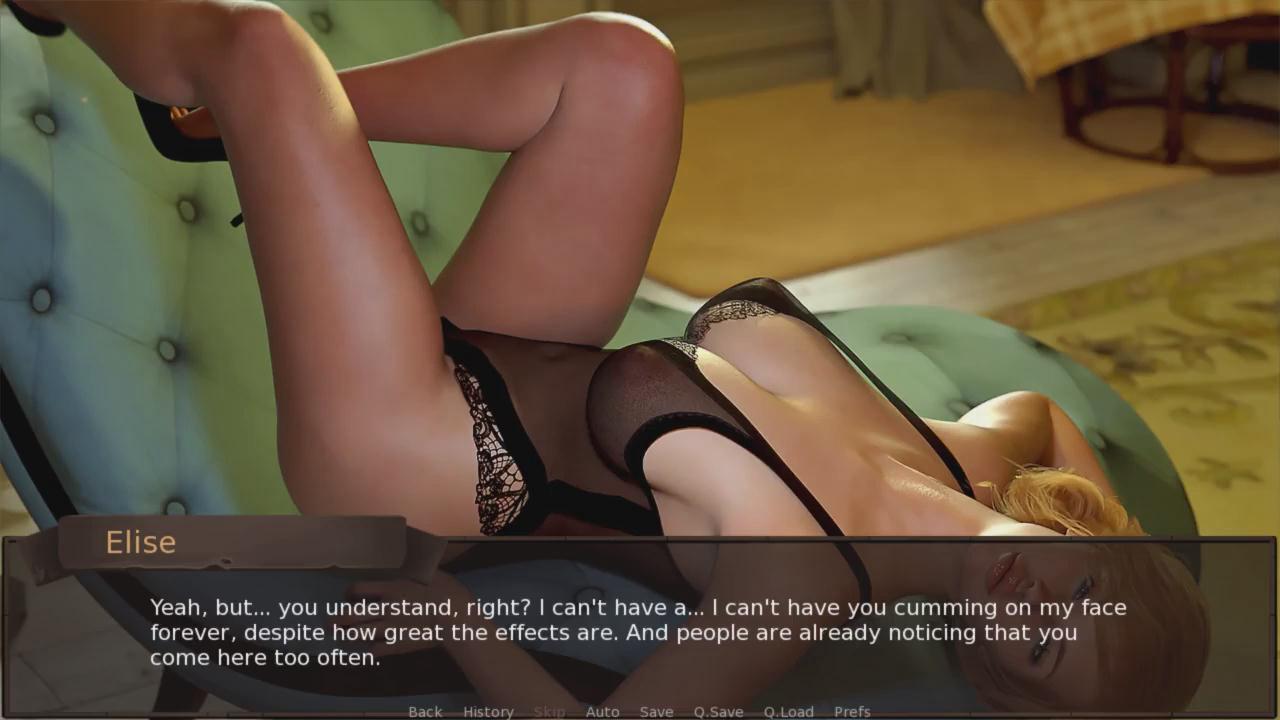 Elise
Yeah, but... you understand, right? I can't have a... I can't have you cumming on my face
forever, despite how great the effects are. And people are already noticing that you
come here too often.
Back History Skip Auto Save Q.Save Q.Load Prefs